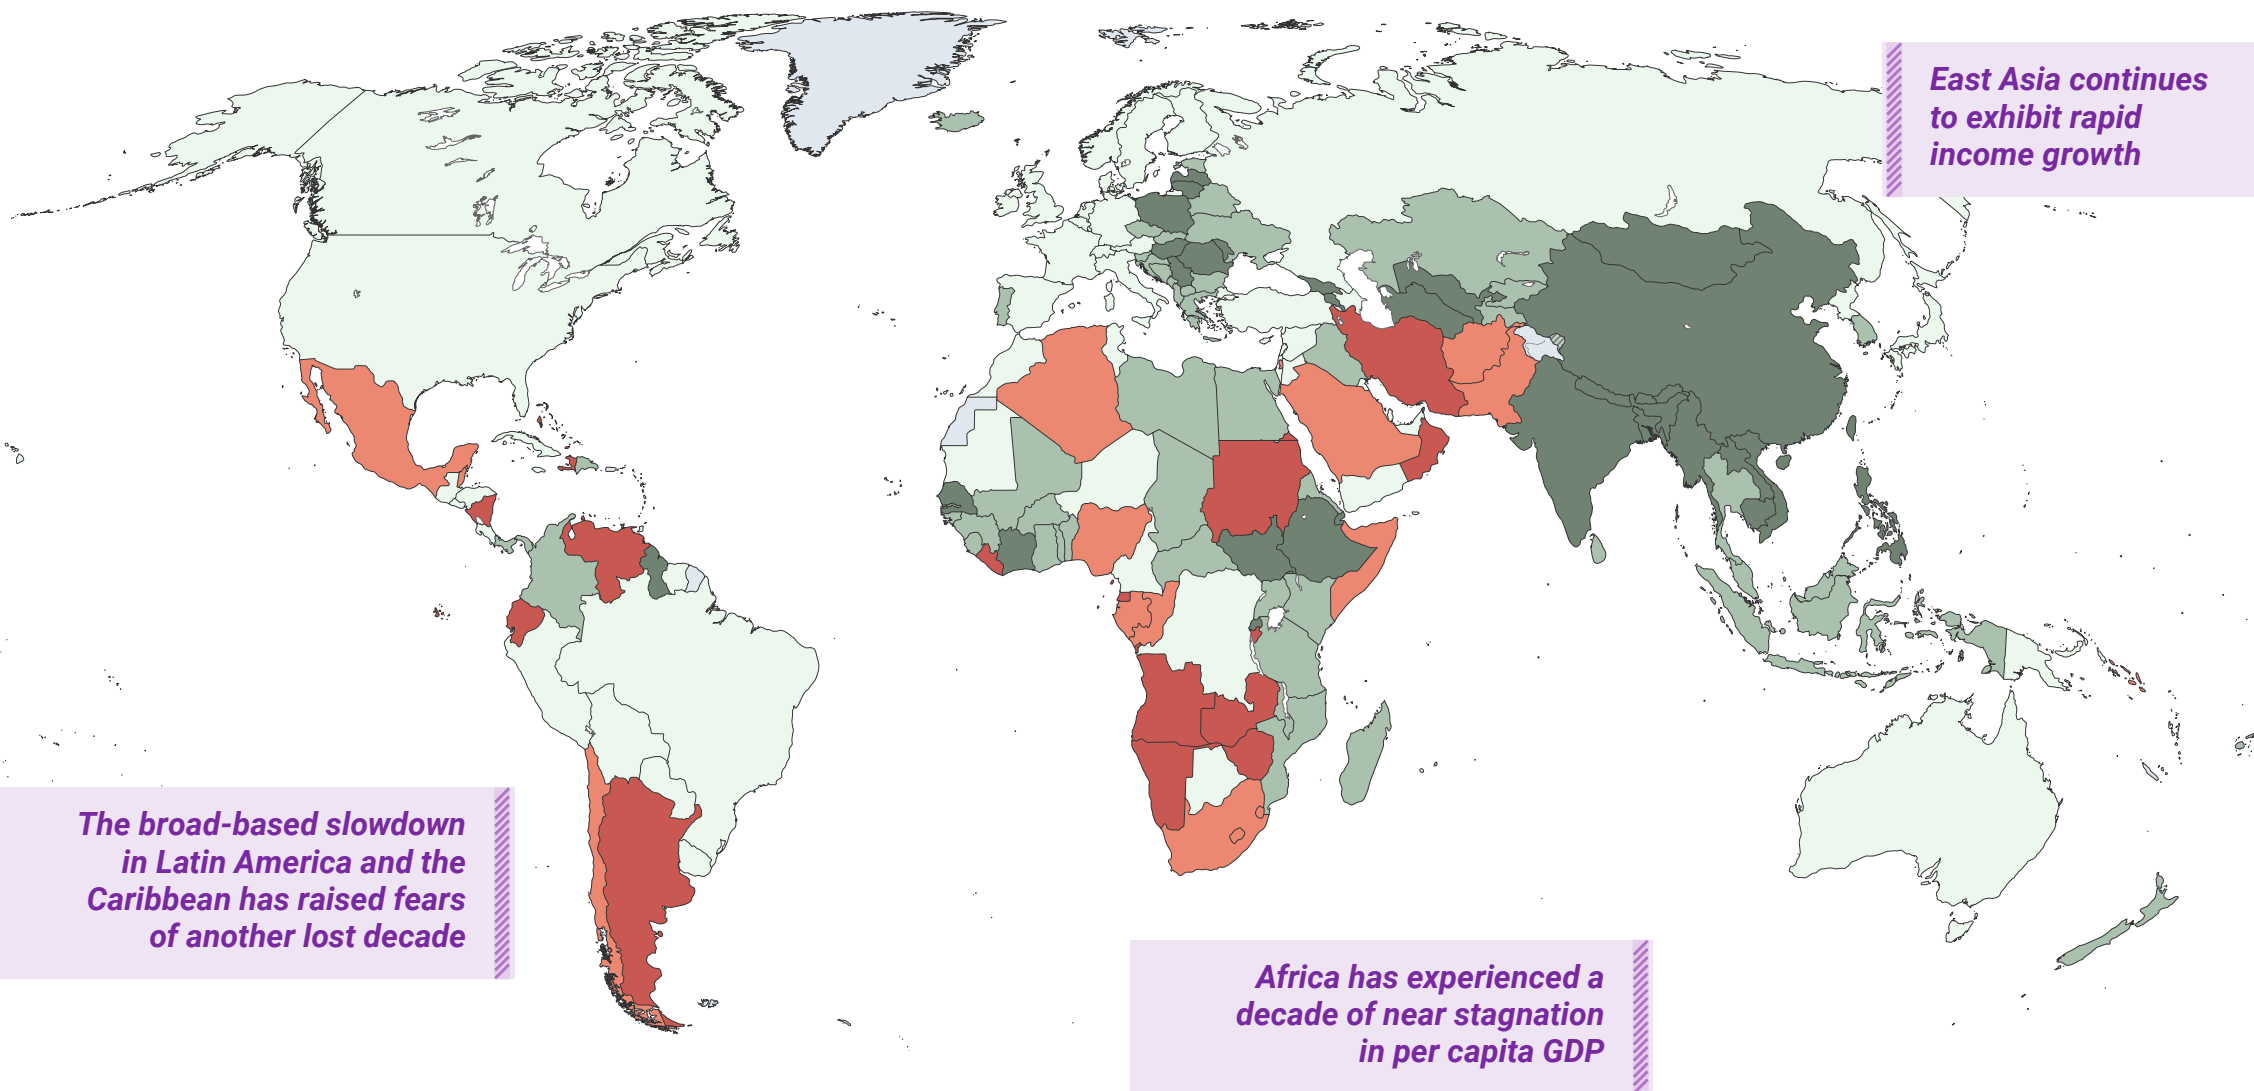 East Asia continues
to exhibit rapid
income growth
The broad-based slowdown
in Latin America and the
Caribbean has raised fears
of another lost decade
Africa has experienced a
decade of near stagnation
in per capita GDP